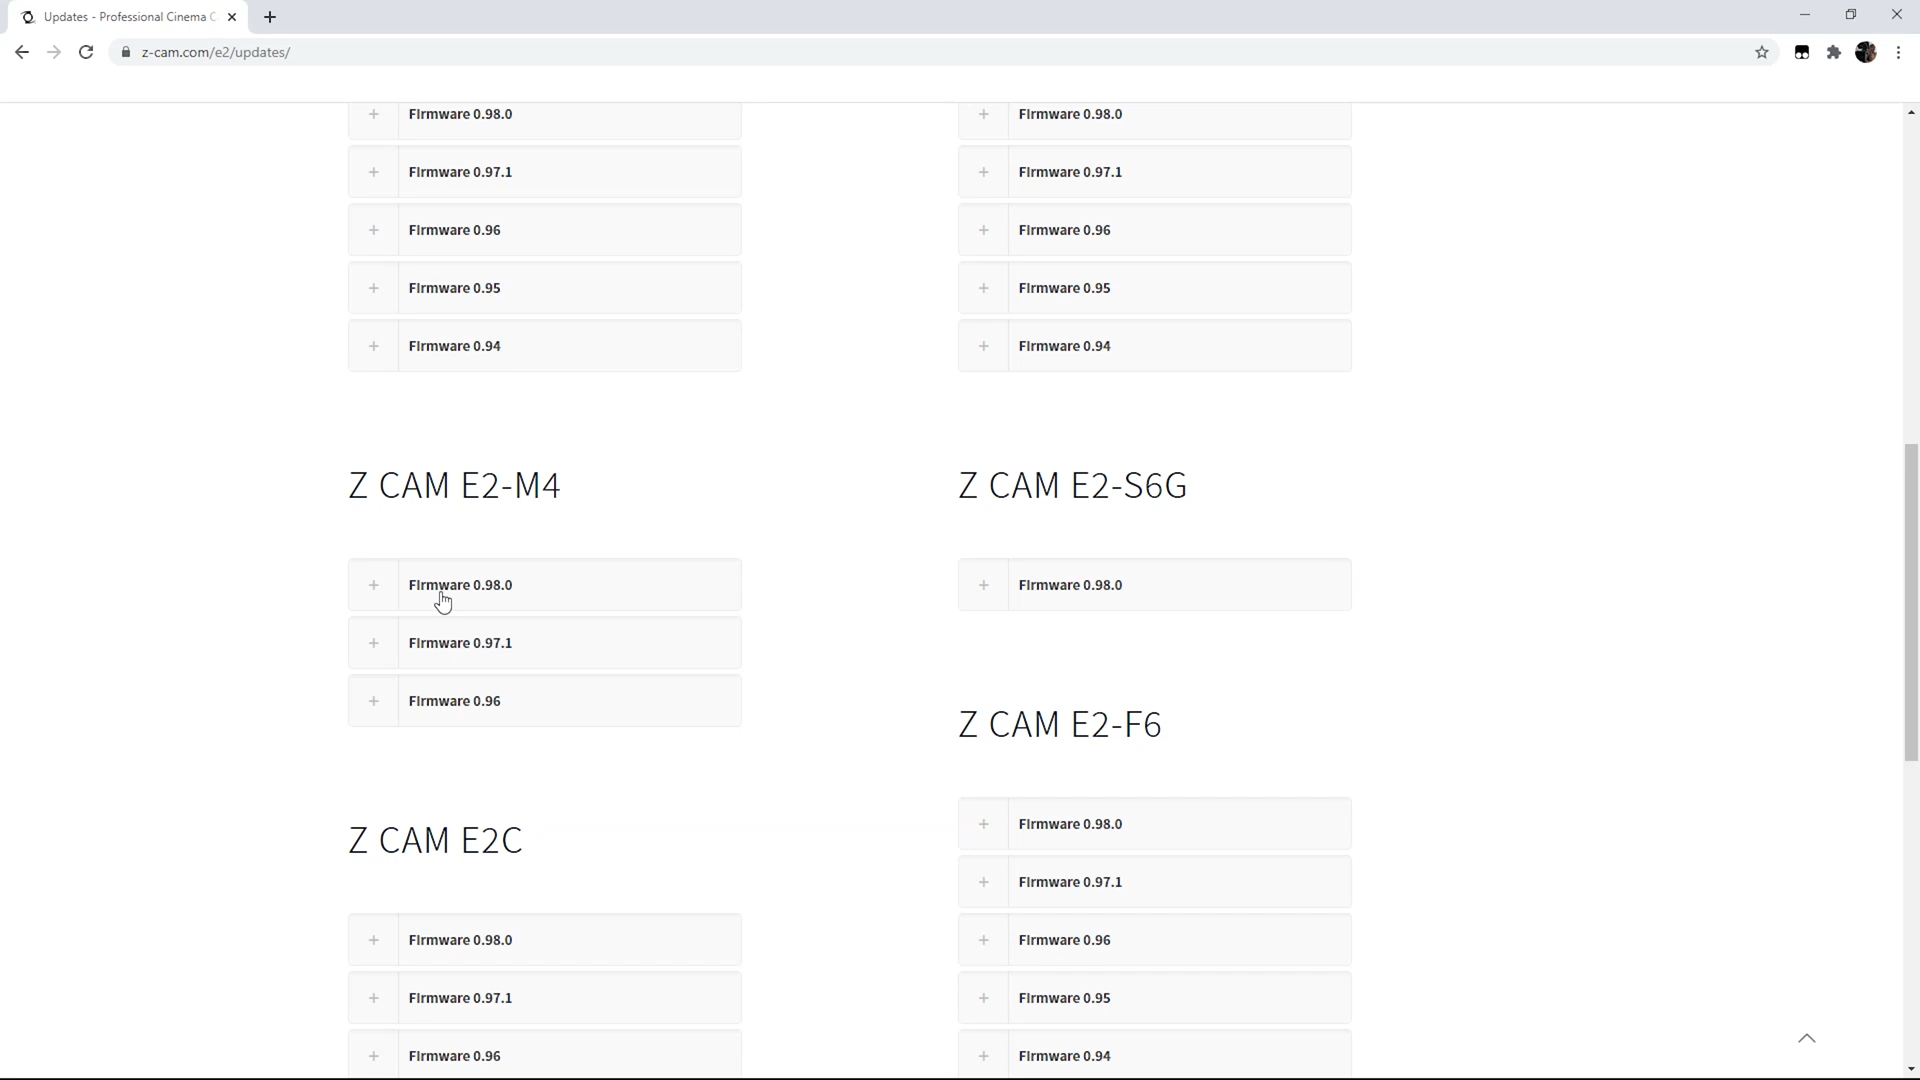 Updates - Professional Cinema C
z-cam.com/e2/updates/
Firmware 0.98.0
Firmware 0.97.1
Firmware 0.96
Firmware 0.95
Firmware 0.94
Z CAM E2-M4
Firmware 0.98.0
Firmware 0.97.1
Firmware 0.96
Z CAM E2C
Firmware 0.98.0
Firmware 0.97.1
Firmware 0.96
Firmware 0.98.0
Firmware 0.97.1
Firmware 0.96
Firmware 0.95
Firmware 0.94
Z CAM E2-S6G
Firmware 0.98.0
Z CAM E2-F6
Firmware 0.98.0
Firmware 0.97.1
Firmware 0.96
Firmware 0.95
Firmware 0.94